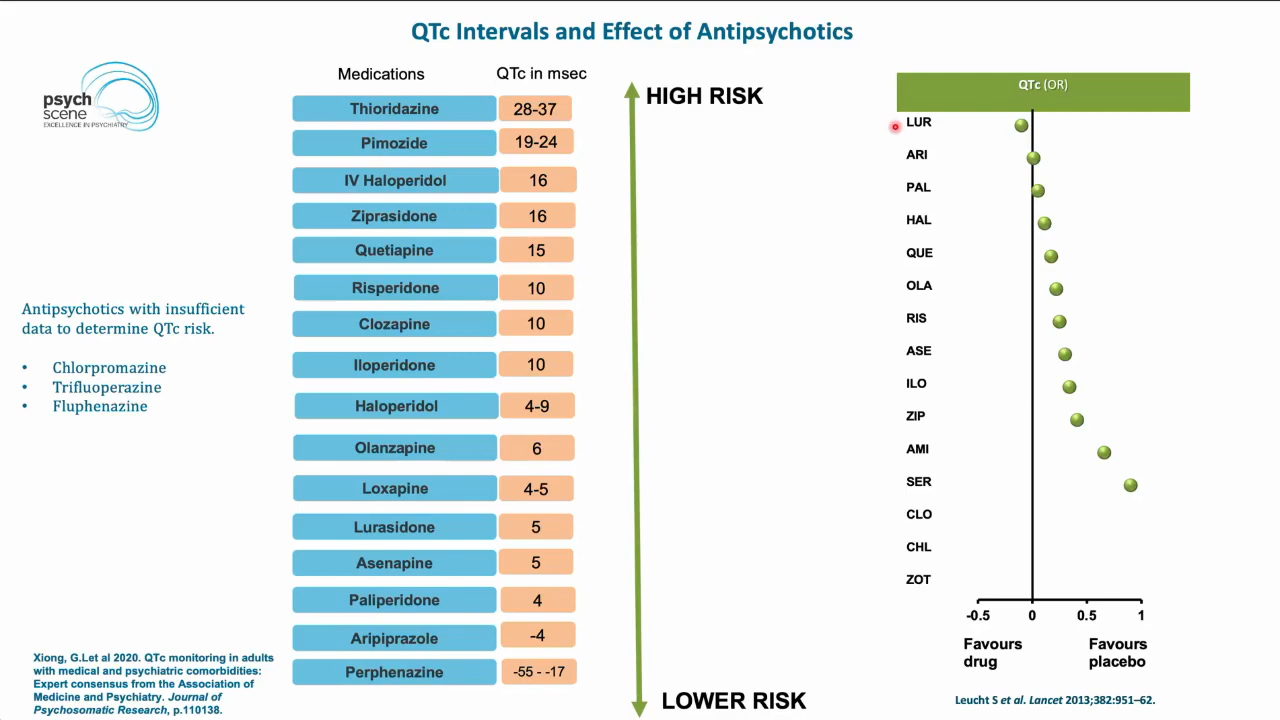 QTc Intervals and Effect of Antipsychotics
psych
scene
EXCELLENCE IN PSYCHIATRY
Antipsychotics with insufficient
data to determine QTc risk.
• Chlorpromazine
• Trifluoperazine
• Fluphenazine
Xiong, G.Let al 2020. QTc monitoring in adults
with medical and psychiatric comorbidities:
Expert consensus from the Association of
Medicine and Psychiatry. Journal of
Psychosomatic Research, p.110138.
Medications QTc in msec
Thioridazine 28-37
Pimozide 19-24
IV Haloperidol 16
Ziprasidone 16
Quetiapine 15
Risperidone 10
Clozapine 10
Iloperidone 10
Haloperidol 4-9
Olanzapine 6
Loxapine 4-5
Lurasidone 5
Asenapine 5
Paliperidone 4
Aripiprazole -4
Perphenazine -55 - -17
HIGH RISK
LOWER RISK
QTc (OR)
LUR
ARI
PAL
HAL
QUE
OLA
RIS
ASE
ILO
ZIP
AMI
SER
CLO
CHL
ZOT
-0.5 0 0.5 1
Favours
drug
Favours
placebo
Leucht S et al. Lancet 2013;382:951–62.